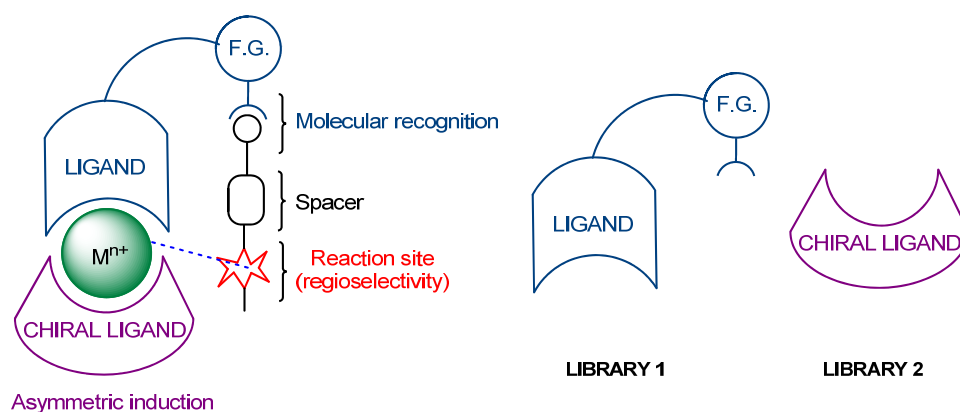 F.G.
Molecular recognition
LIGAND
Spacer
Mn+
Reaction site
(regioselectivity)
CHIRAL LIGAND
Asymmetric induction
F.G.
LIGAND
CHIRAL LIGAND
LIBRARY 1
LIBRARY 2